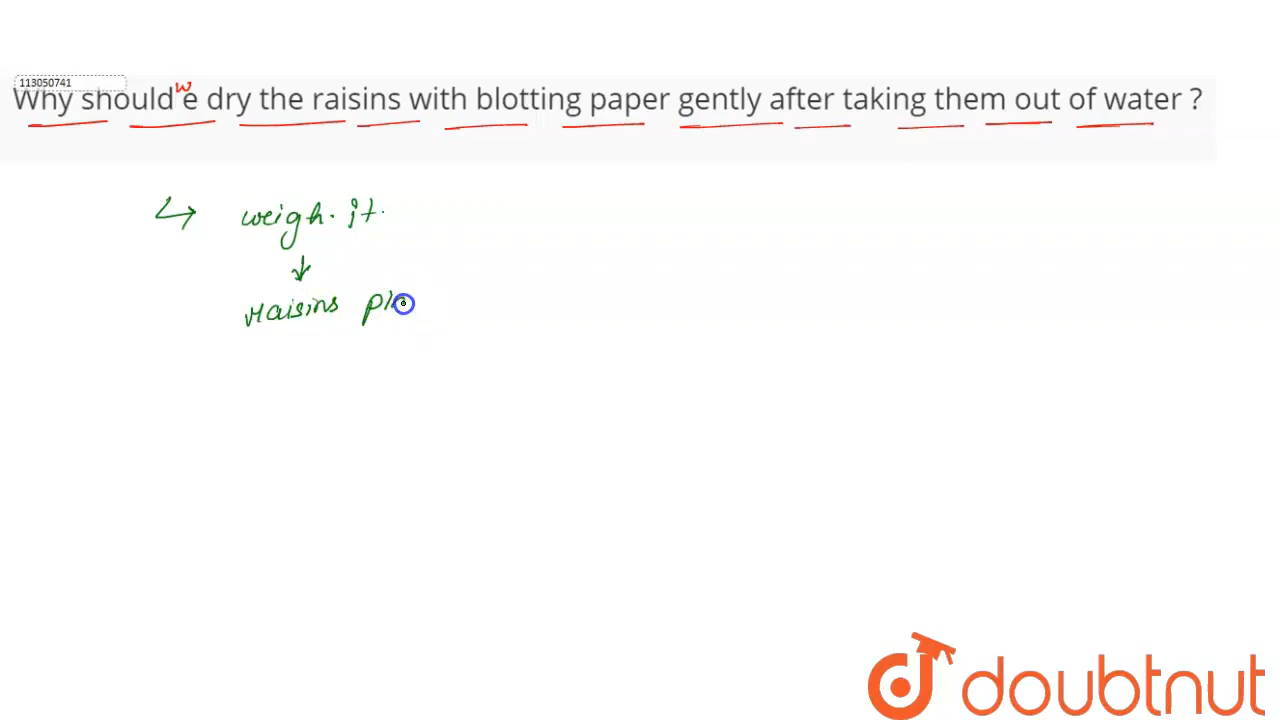 113050741
Why should we dry the raisins with blotting paper gently after taking them out of water ?
weigh. it.
raisins
doubtnut